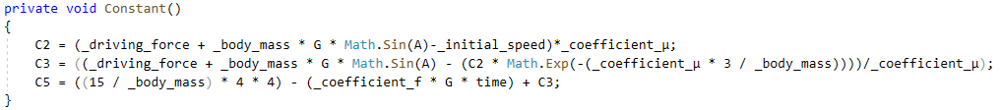 private void Constant()
{
C2 = (_driving_force + _body_mass * G * Math.Sin(A)-_initial_speed)*_coefficient_µ;
C3 = ((_driving_force + _body_mass * G * Math.Sin(A) - (C2 * Math.Exp(-(_coefficient_µ * 3 / _body_mass))))/_coefficient_µ);
C5 = ((15 / _body_mass) * 4 * 4) - (_coefficient_f * G * time) + C3;
}